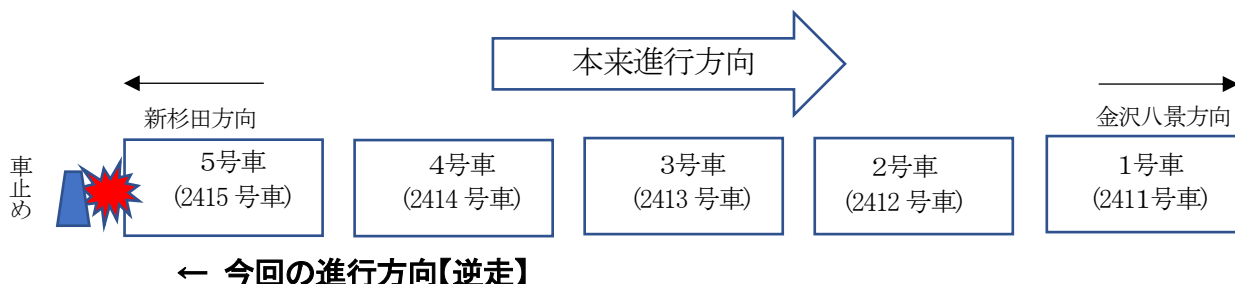 本来進行方向
新杉田方向
金沢八景方向
車止め
5号車
(2415 号車)
4号車
(2414 号車)
3号車
(2413 号車)
2号車
(2412 号車)
1号車
(2411号車)
← 今回の進行方向【逆走】